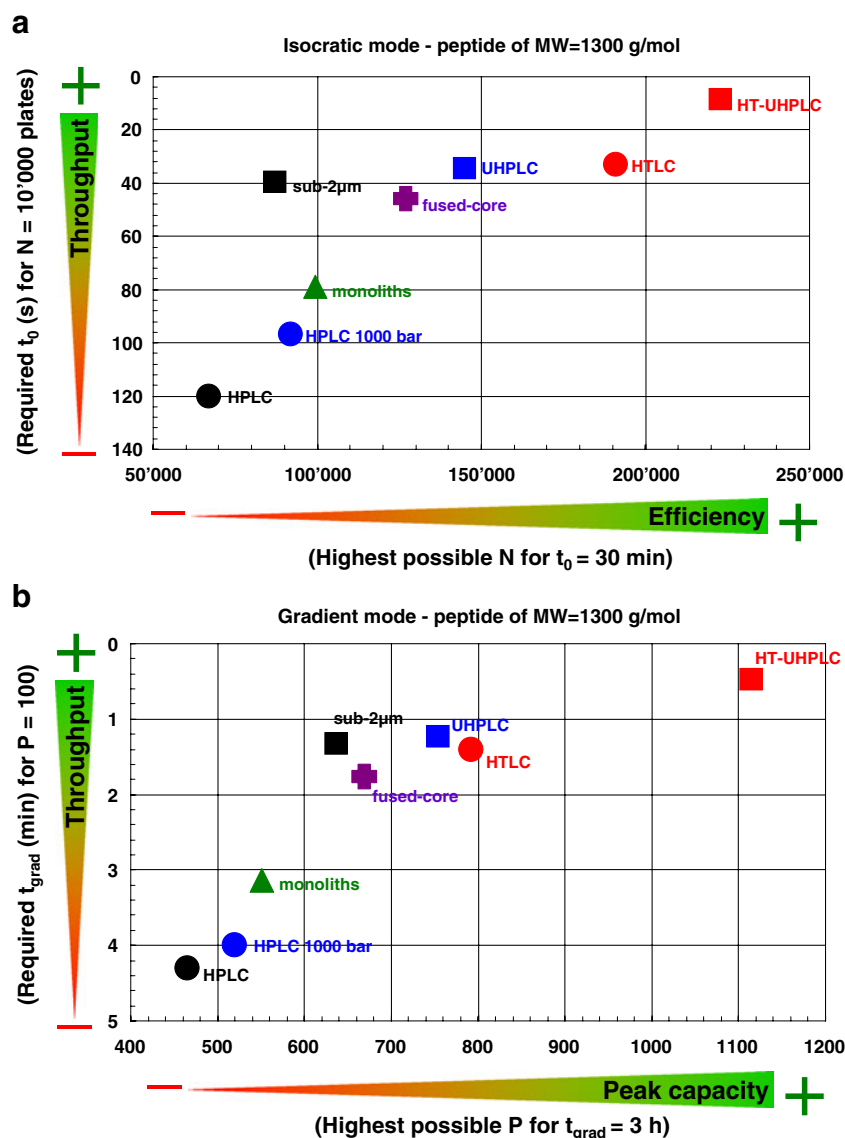 a
Isocratic mode - peptide of MW=1300 g/mol
(Required t₀ (s) for N = 10’000 plates)
Throughput
0
20
40
60
80
100
120
140
HT-UHPLC
UHPLC
HTLC
sub-2µm
fused-core
monoliths
HPLC 1000 bar
HPLC
50’000
100’000
150’000
200’000
250’000
Efficiency
(Highest possible N for t₀ = 30 min)
b
Gradient mode - peptide of MW=1300 g/mol
(Required t_grad (min) for P = 100)
Throughput
0
1
2
3
4
5
HT-UHPLC
sub-2µm
UHPLC
HTLC
fused-core
monoliths
HPLC 1000 bar
HPLC
400
500
600
700
800
900
1000
1100
1200
Peak capacity
(Highest possible P for t_grad = 3 h)